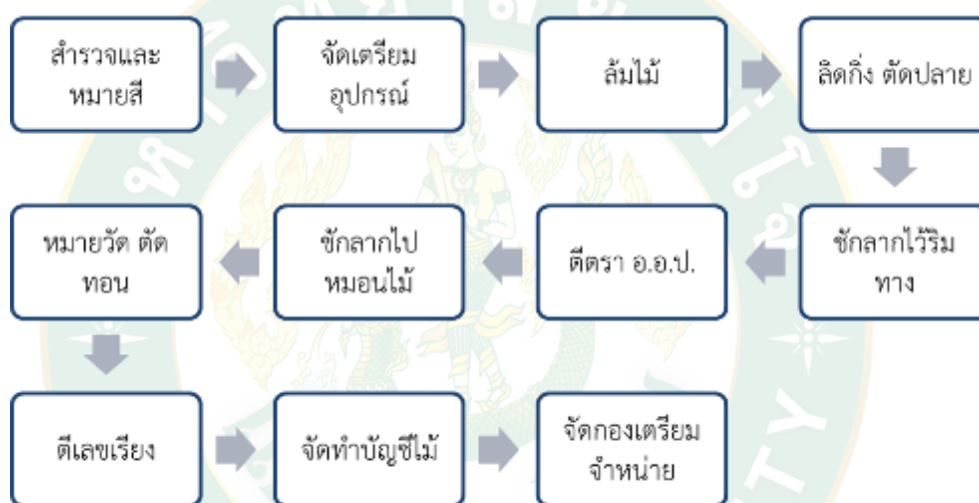 สำรวจและ
หมายสี
จัดเตรียม
อุปกรณ์
ล้มไม้
ลิดกิ่ง ตัดปลาย
ชักลากไว้ริม
ทาง
ตีตรา อ.อ.ป.
ชักลากไป
หมอนไม้
หมายวัด ตัด
ทอน
ตีเลขเรียง
จัดทำบัญชีไม้
จัดกองเตรียม
จำหน่าย